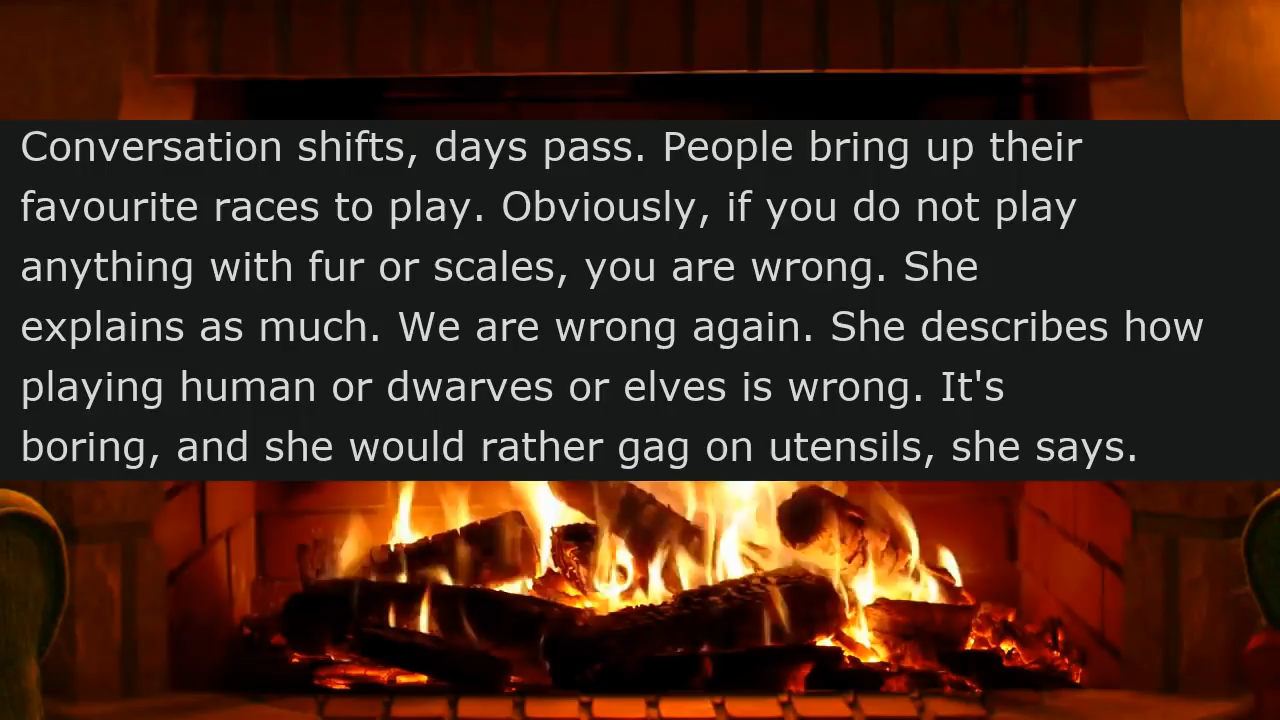 Conversation shifts, days pass. People bring up their
favourite races to play. Obviously, if you do not play
anything with fur or scales, you are wrong. She
explains as much. We are wrong again. She describes how
playing human or dwarves or elves is wrong. It's
boring, and she would rather gag on utensils, she says.